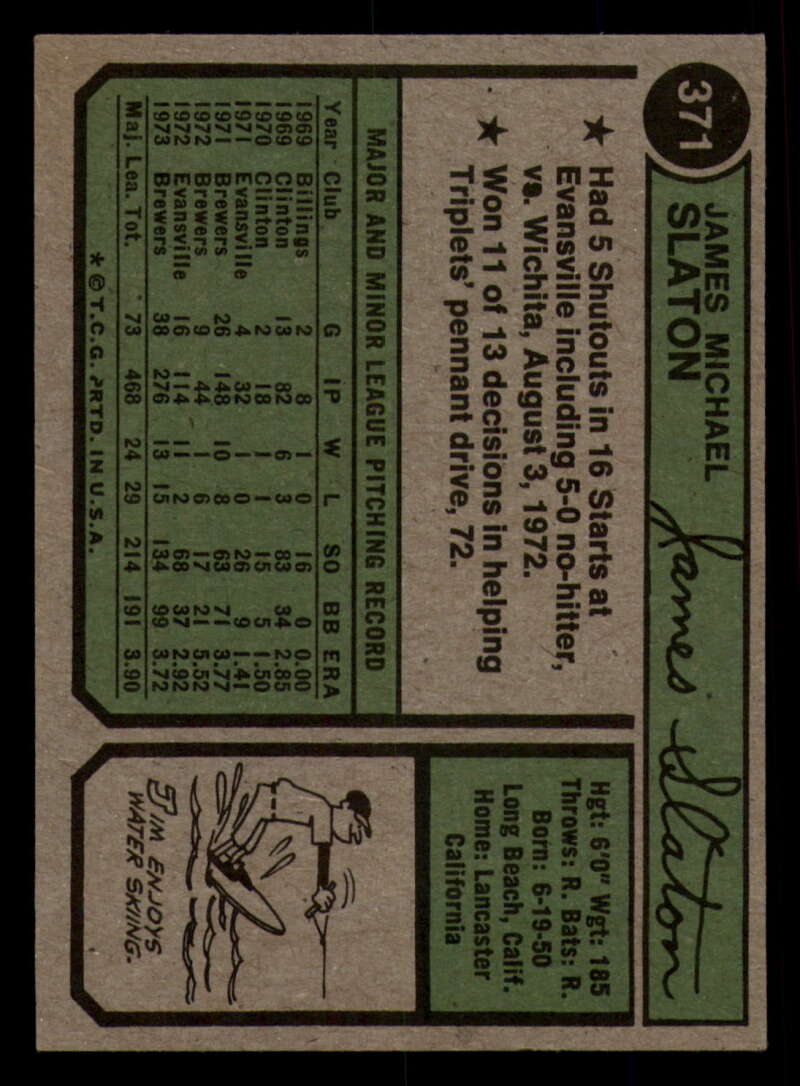 371
JAMES MICHAEL
SLATON
James Slaton
★ Had 5 Shutouts in 16 Starts at
Evansville including 5-0 no-hitter,
vs. Wichita, August 3, 1972.
★ Won 11 of 13 decisions in helping
Triplets' pennant drive, 72.
MAJOR AND MINOR LEAGUE PITCHING RECORD
Year Club G IP W L SO BB ERA
1969 Billings 2 8 1 0 16 0 0.00
1969 Clinton 13 82 6 3 83 34 2.85
1970 Clinton 2 18 1 1 15 5 1.50
1971 Evansville 4 32 1 0 26 9 1.41
1971 Brewers 26 148 10 8 63 71 3.77
1972 Brewers 9 44 1 6 17 21 5.52
1972 Evansville 16 114 11 2 68 37 2.92
1973 Brewers 38 276 13 15 134 99 3.72
Maj. Lea. Tot. 73 468 24 29 214 191 3.90
* © T.C.G. PRTD. IN U.S.A.
Hgt: 6'0" Wgt: 185
Throws: R. Bats: R.
Born: 6-19-50
Long Beach, Calif.
Home: Lancaster
California
JIM ENJOYS
WATER SKIING.